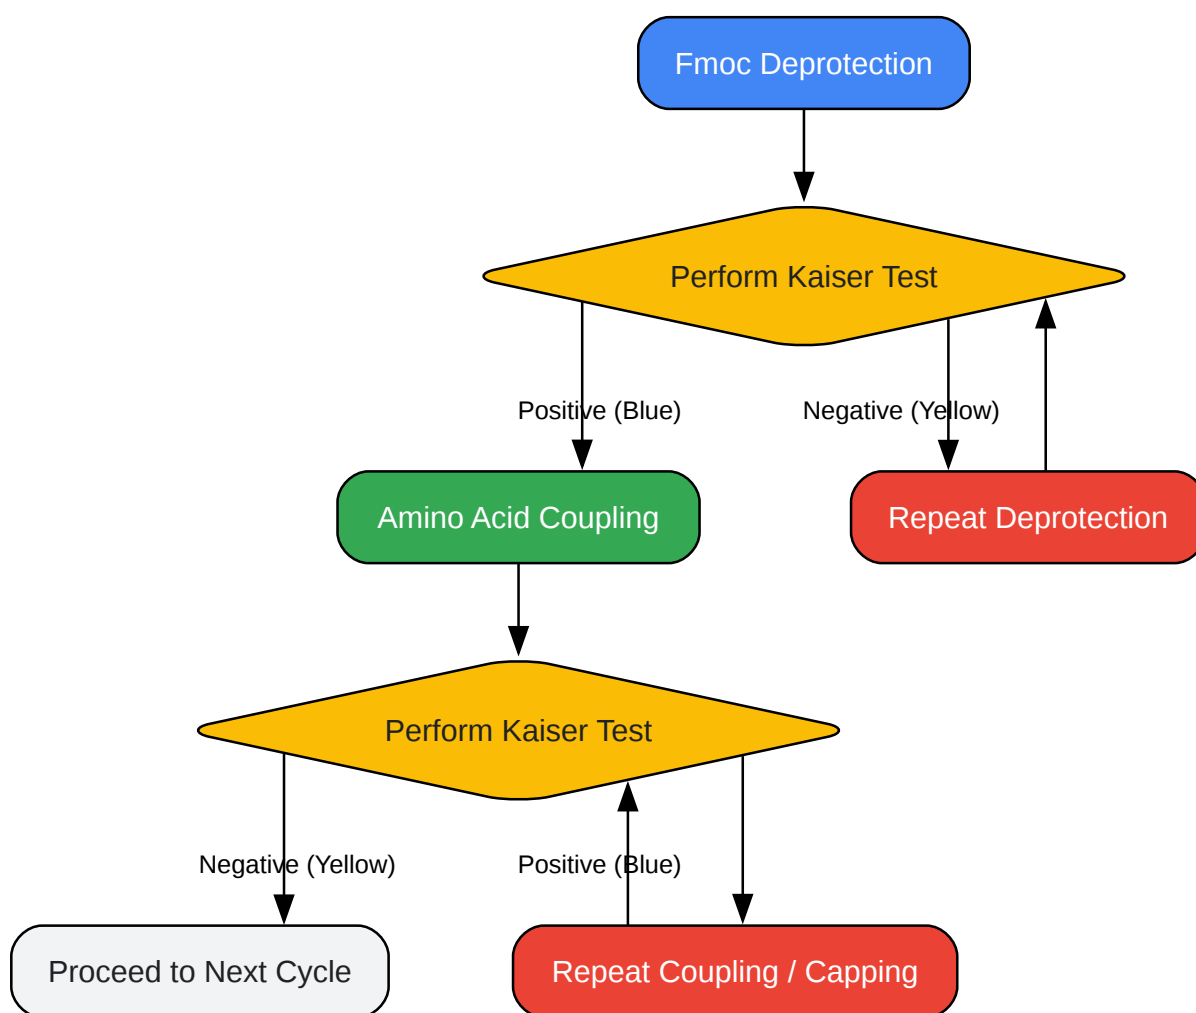 Fmoc Deprotection
Perform Kaiser Test
Positive (Blue)
Negative (Yellow)
Amino Acid Coupling
Repeat Deprotection
Perform Kaiser Test
Negative (Yellow)
Positive (Blue)
Proceed to Next Cycle
Repeat Coupling / Capping